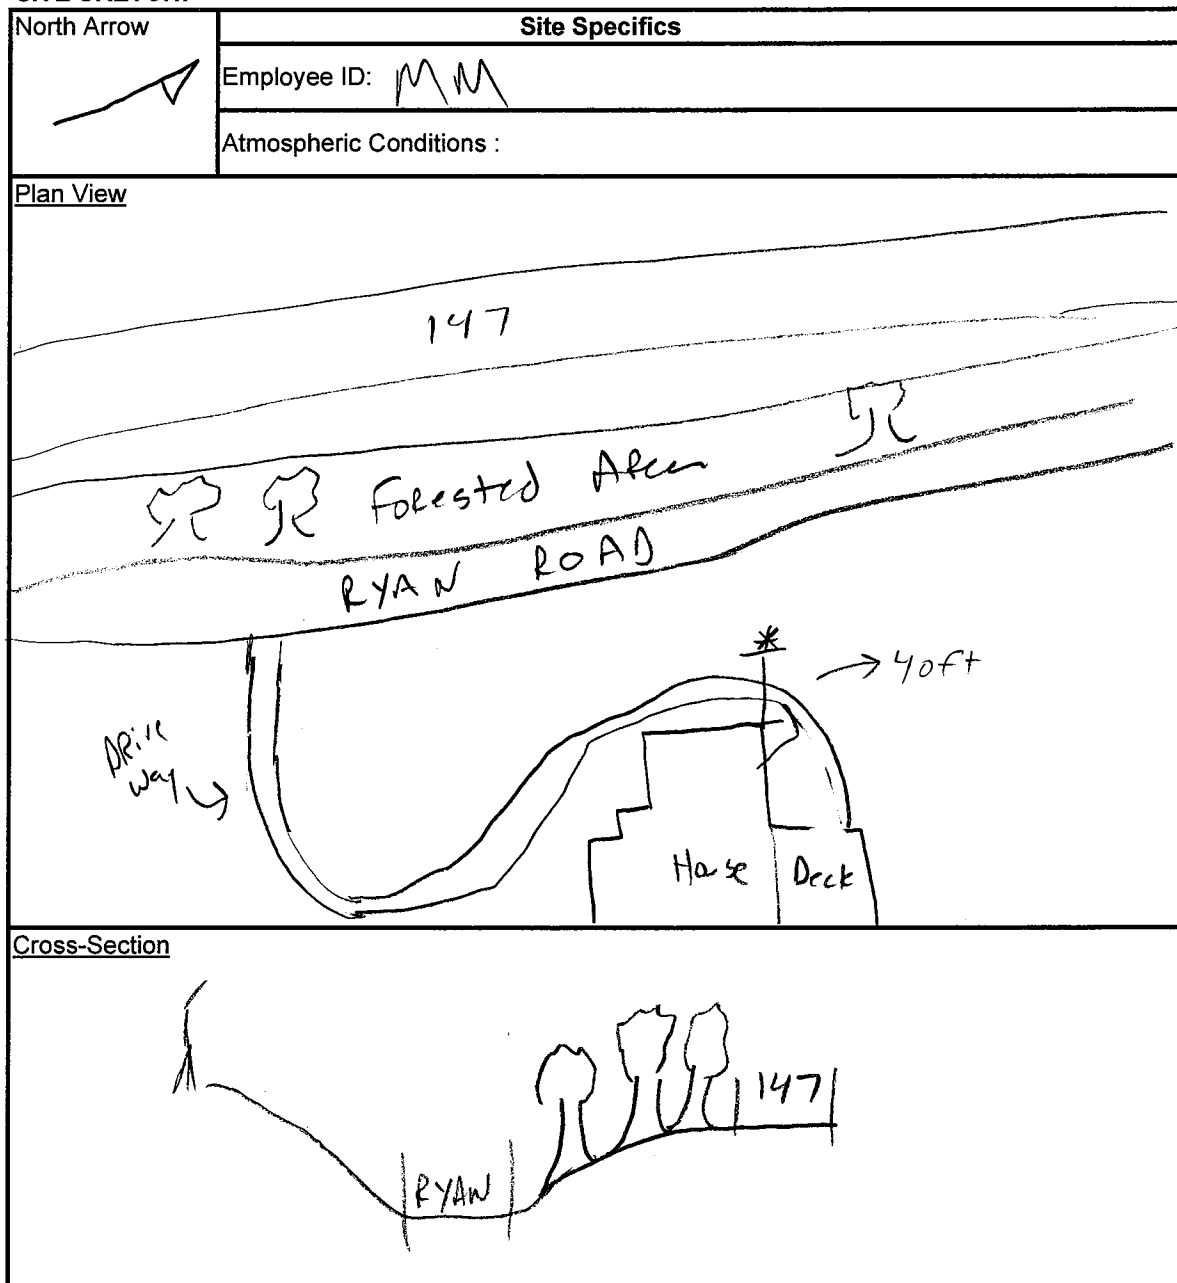 North Arrow
Site Specifics
Employee ID: MM
Atmospheric Conditions :
Plan View
147
Forested Area
RYAN ROAD
40ft
Drive
way
House
Deck
Cross-Section
147
RYAN